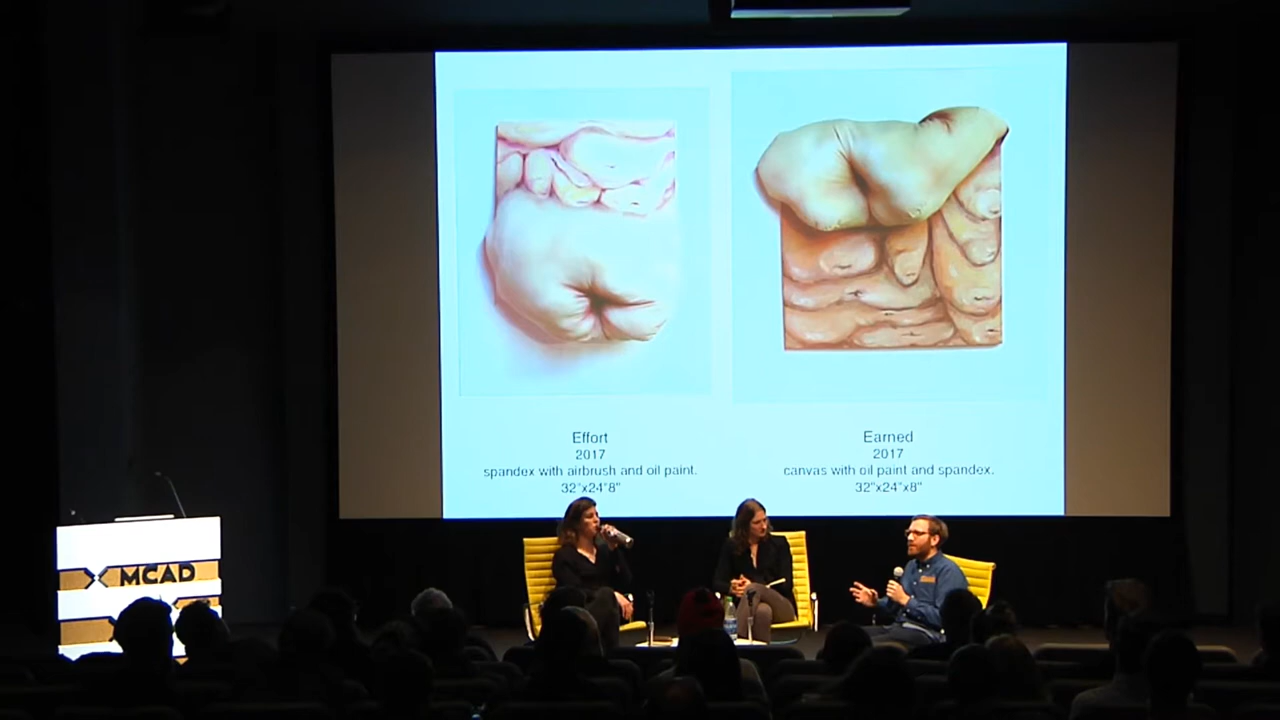 Effort
2017
spandex with airbrush and oil paint.
32"x24"8"
Earned
2017
canvas with oil paint and spandex.
32"x24"x8"
MCAD